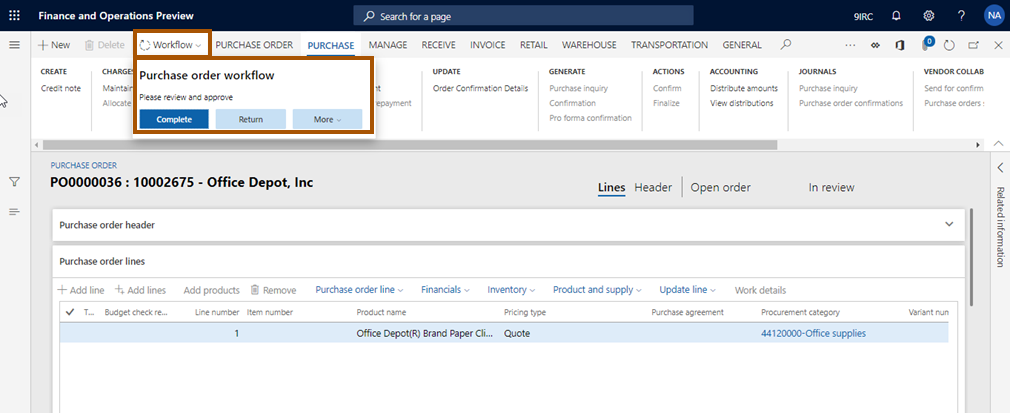 Finance and Operations Preview
Search for a page
9IRC
NA
New
Delete
Workflow
PURCHASE ORDER
PURCHASE
MANAGE
RECEIVE
INVOICE
RETAIL
WAREHOUSE
TRANSPORTATION
GENERAL
0
CREATE
Credit note
CHARGES
Maintain
Allocate
Purchase order workflow
Please review and approve
Complete
Return
More
UPDATE
Order Confirmation Details
GENERATE
Purchase inquiry
Confirmation
Pro forma confirmation
ACTIONS
Confirm
Finalize
ACCOUNTING
Distribute amounts
View distributions
JOURNALS
Purchase inquiry
Purchase order confirmations
VENDOR COLLAB
Send for confirm
Purchase orders
PURCHASE ORDER
PO0000036 : 10002675 - Office Depot, Inc
Lines
Header
Open order
In review
Related information
Purchase order header
Purchase order lines
Add line
Add lines
Add products
Remove
Purchase order line
Financials
Inventory
Product and supply
Update line
Work details
T...
Budget check re...
Line number
Item number
Product name
Pricing type
Purchase agreement
Procurement category
Variant num
1
Office Depot(R) Brand Paper Cli...
Quote
44120000-Office supplies